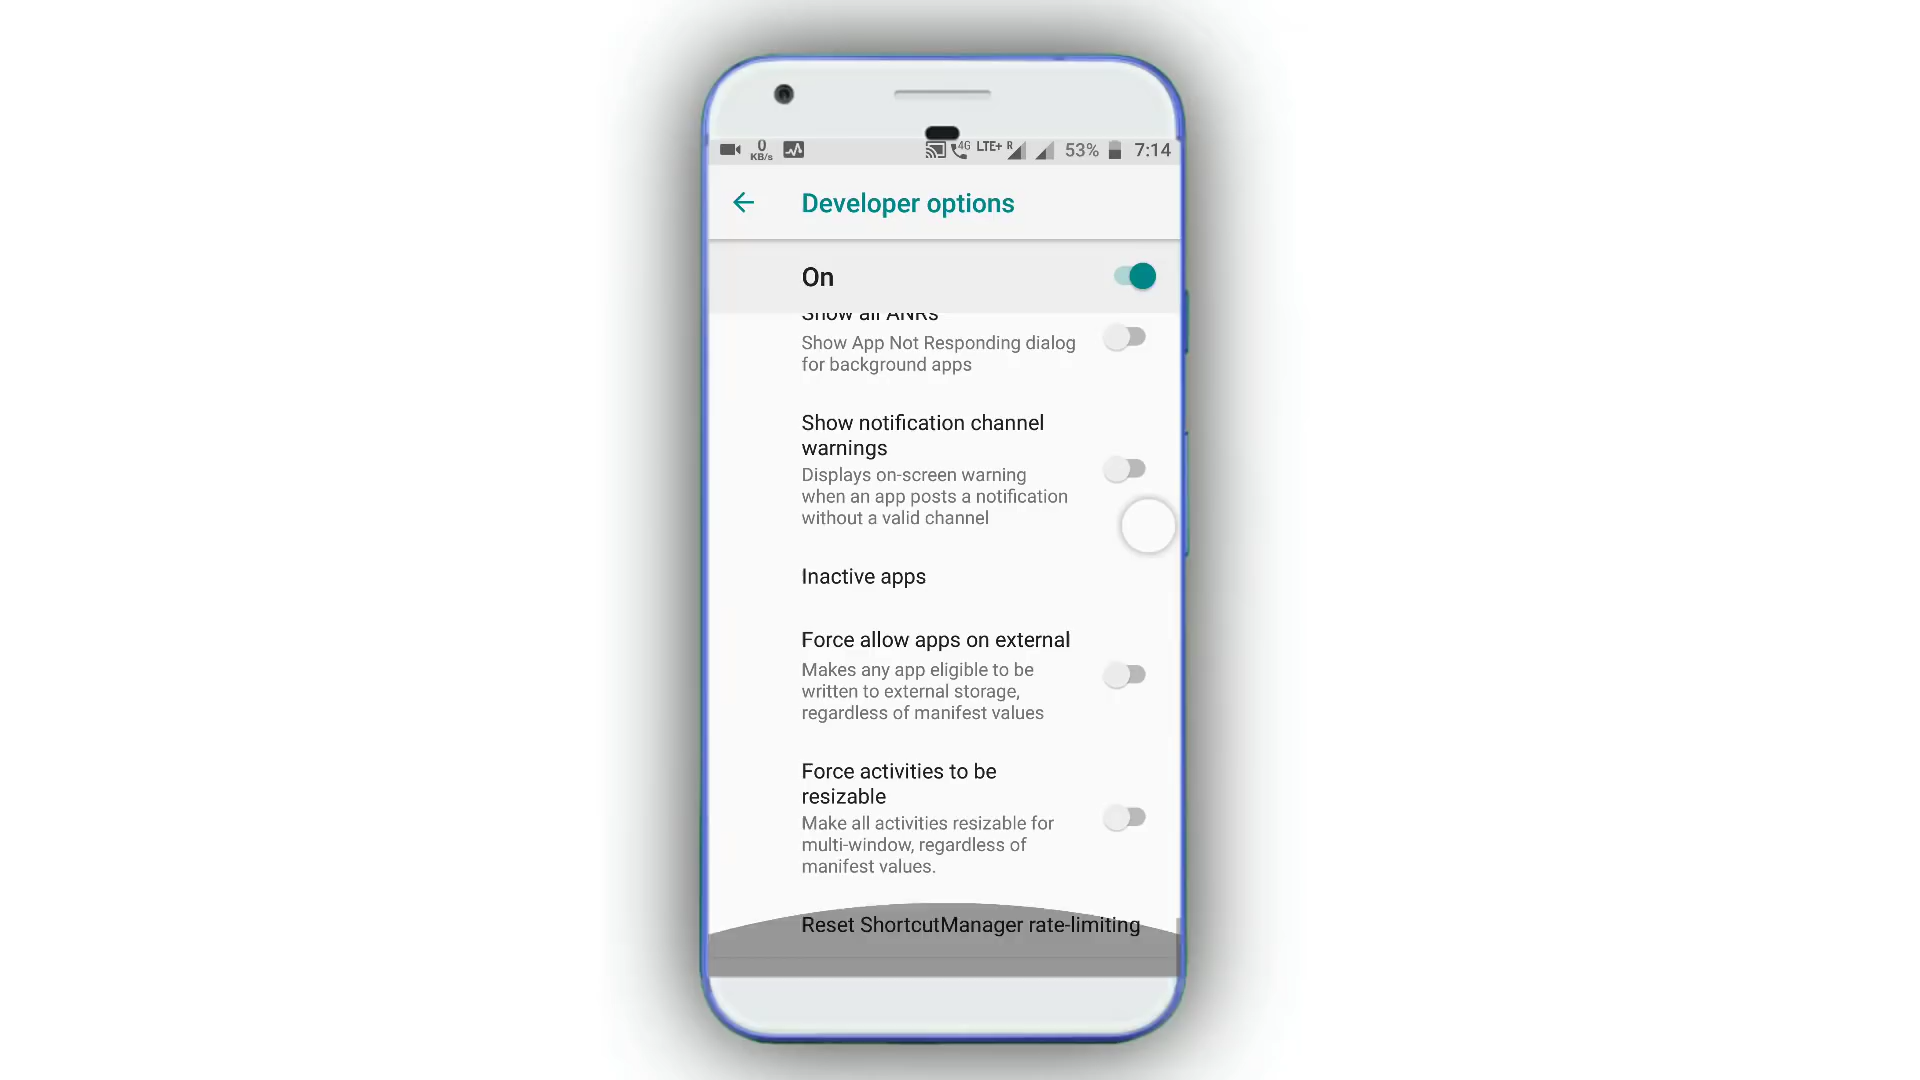 0
KB/s
4G
LTE+
R
53%
7:14
Developer options
On
Show all ANRs
Show App Not Responding dialog
for background apps
Show notification channel
warnings
Displays on-screen warning
when an app posts a notification
without a valid channel
Inactive apps
Force allow apps on external
Makes any app eligible to be
written to external storage,
regardless of manifest values
Force activities to be
resizable
Make all activities resizable for
multi-window, regardless of
manifest values.
Reset ShortcutManager rate-limiting